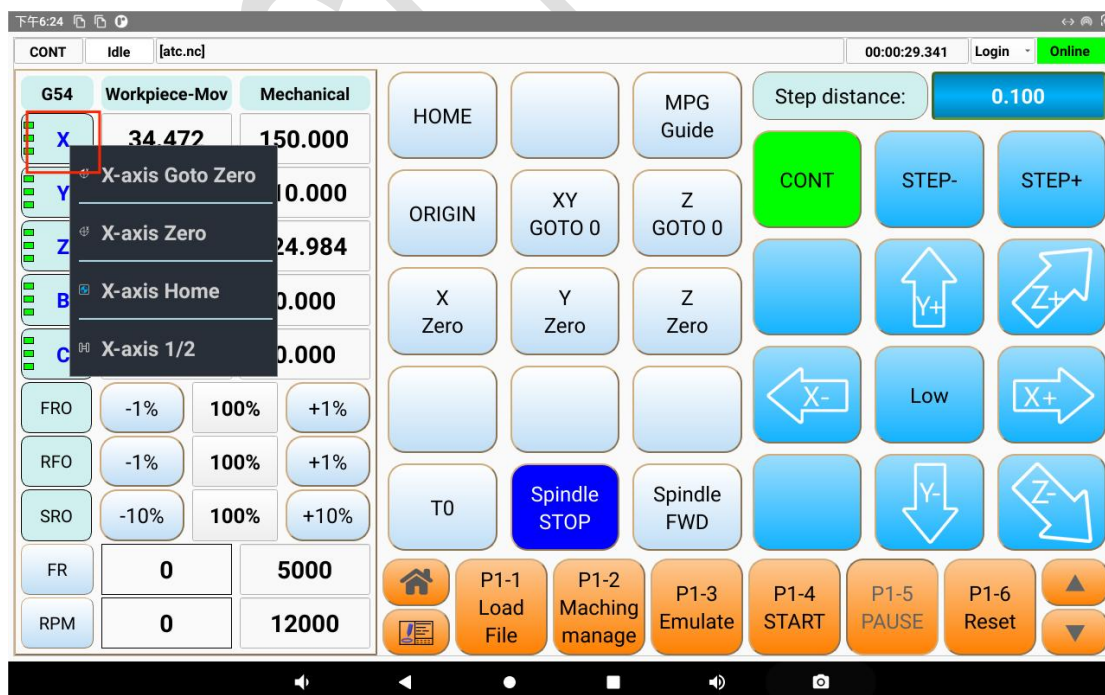 下午6:24
CONT Idle [atc.nc] 00:00:29.341 Login Online
G54 Workpiece-Mov Mechanical
X 34.472 150.000
Y 10.000
Z 24.984
B 0.000
C 0.000
X-axis Goto Zero
X-axis Zero
X-axis Home
X-axis 1/2
FRO -1% 100% +1%
RFO -1% 100% +1%
SRO -10% 100% +10%
FR 0 5000
RPM 0 12000
HOME
MPG
Guide
ORIGIN
XY
GOTO 0
Z
GOTO 0
X
Zero
Y
Zero
Z
Zero
T0
Spindle
STOP
Spindle
FWD
Step distance: 0.100
CONT STEP- STEP+
Y+ Z+
X- Low X+
Y- Z-
P1-1
Load
File
P1-2
Maching
manage
P1-3
Emulate
P1-4
START
P1-5
PAUSE
P1-6
Reset